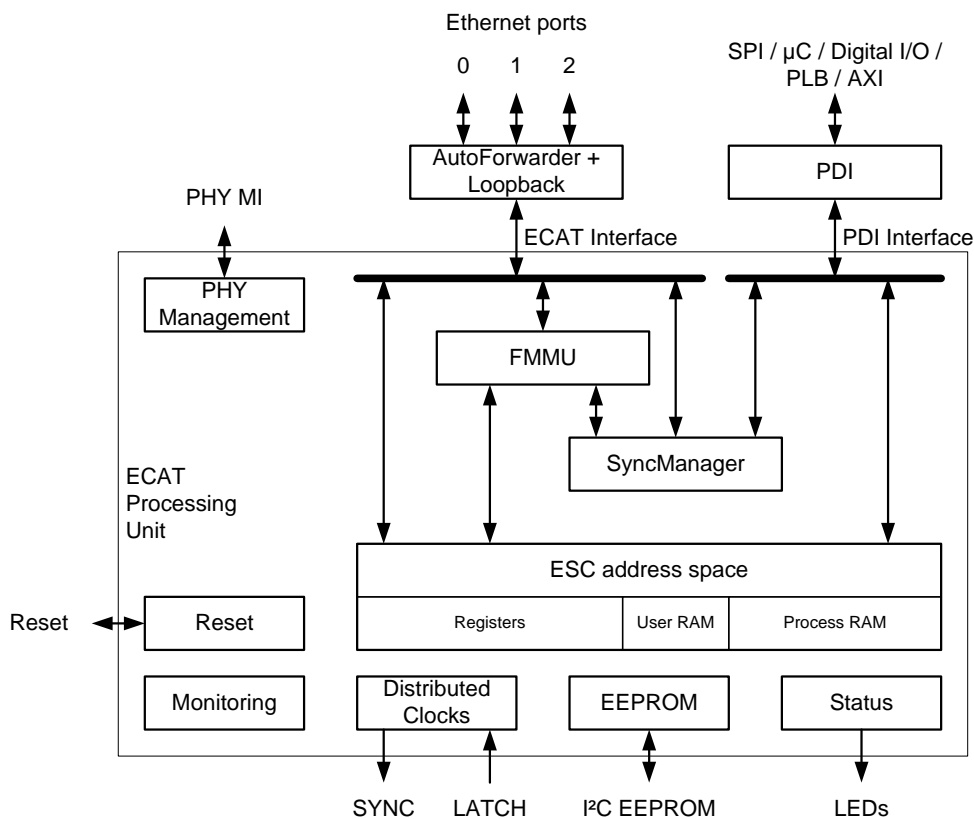 Ethernet ports
0 1 2
SPI / µC / Digital I/O /
PLB / AXI
AutoForwarder +
Loopback
PDI
PHY MI
ECAT Interface
PDI Interface
PHY
Management
FMMU
SyncManager
ECAT
Processing
Unit
ESC address space
Reset
Reset
Registers
User RAM
Process RAM
Monitoring
Distributed
Clocks
EEPROM
Status
SYNC
LATCH
I²C EEPROM
LEDs